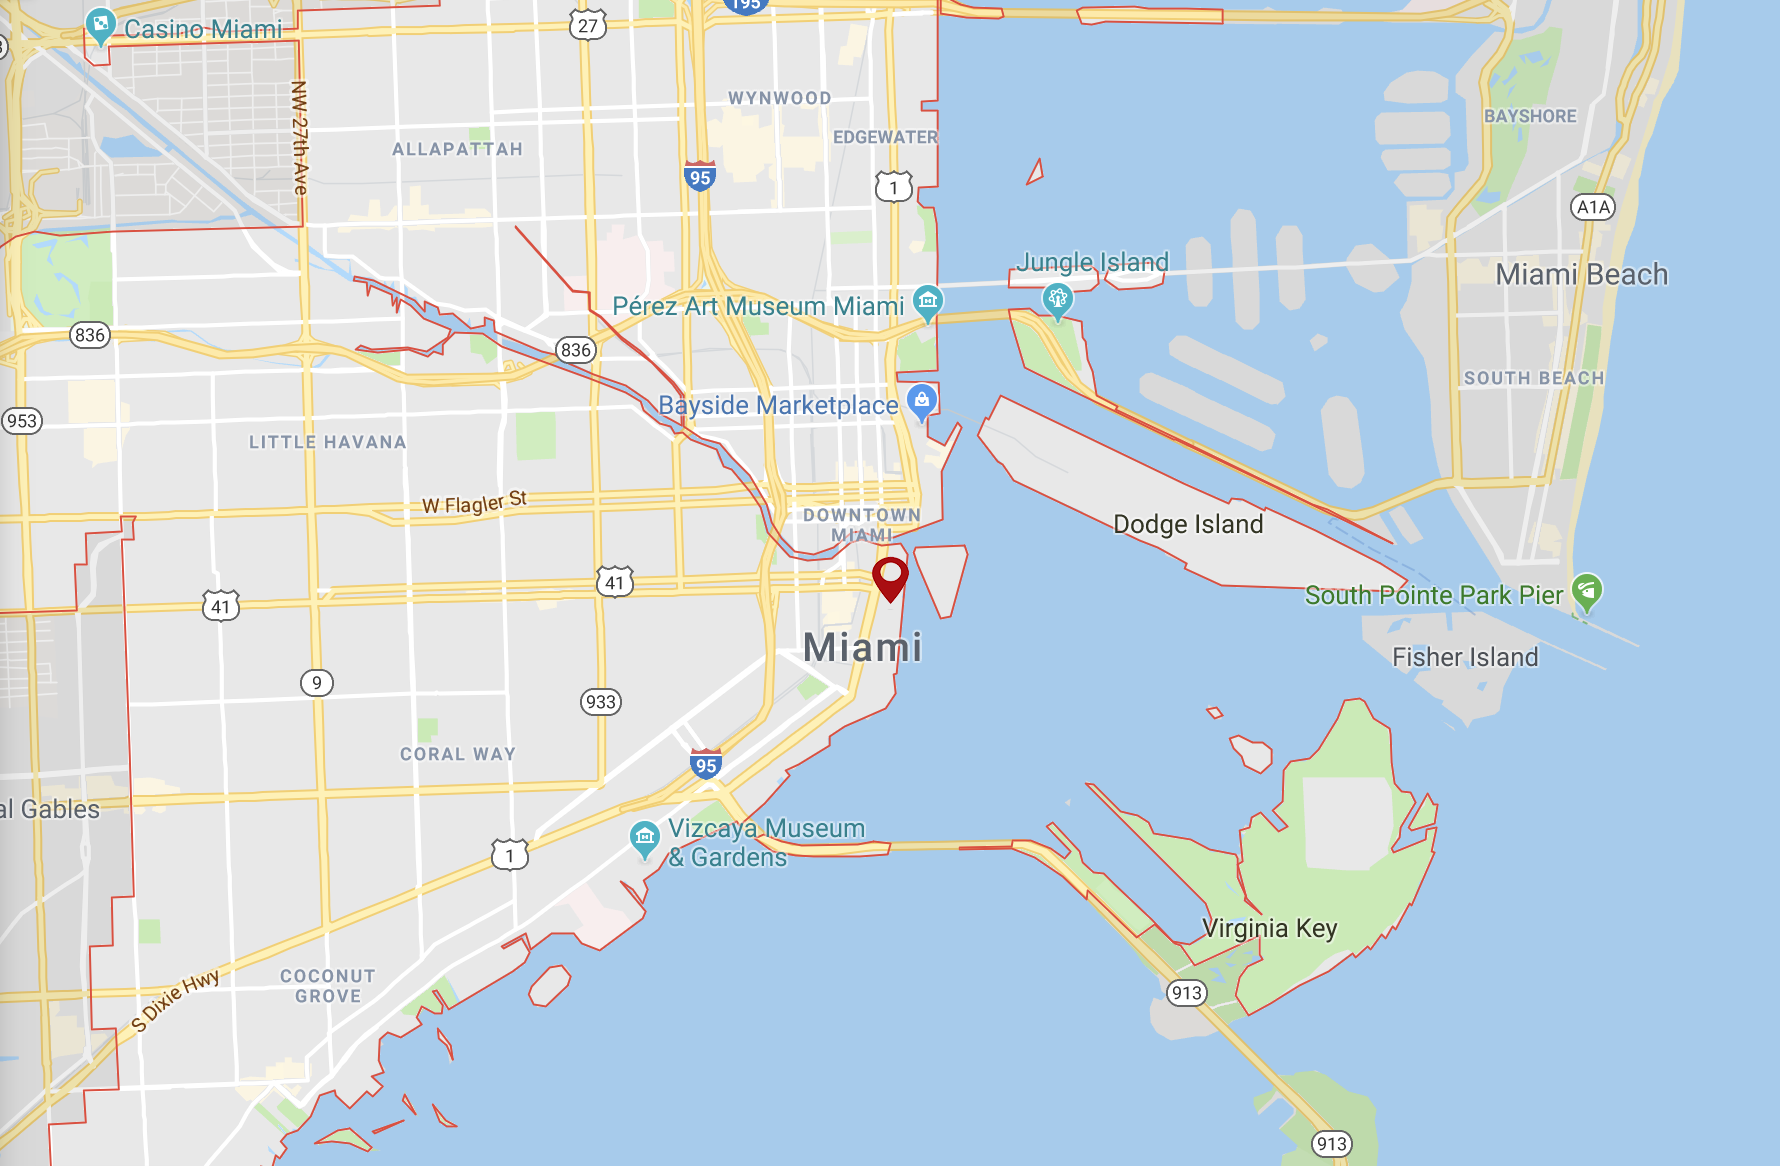 195
Casino Miami
27
NW 27th Ave
WYNWOOD
BAYSHORE
EDGEWATER
ALLAPATTAH
95
1
A1A
Jungle Island
Miami Beach
Pérez Art Museum Miami
836
836
SOUTH BEACH
953
Bayside Marketplace
LITTLE HAVANA
W Flagler St
DOWNTOWN
MIAMI
Dodge Island
41
41
South Pointe Park Pier
Miami
Fisher Island
9
933
CORAL WAY
95
al Gables
Vizcaya Museum
& Gardens
1
Virginia Key
COCONUT
GROVE
S Dixie Hwy
913
913